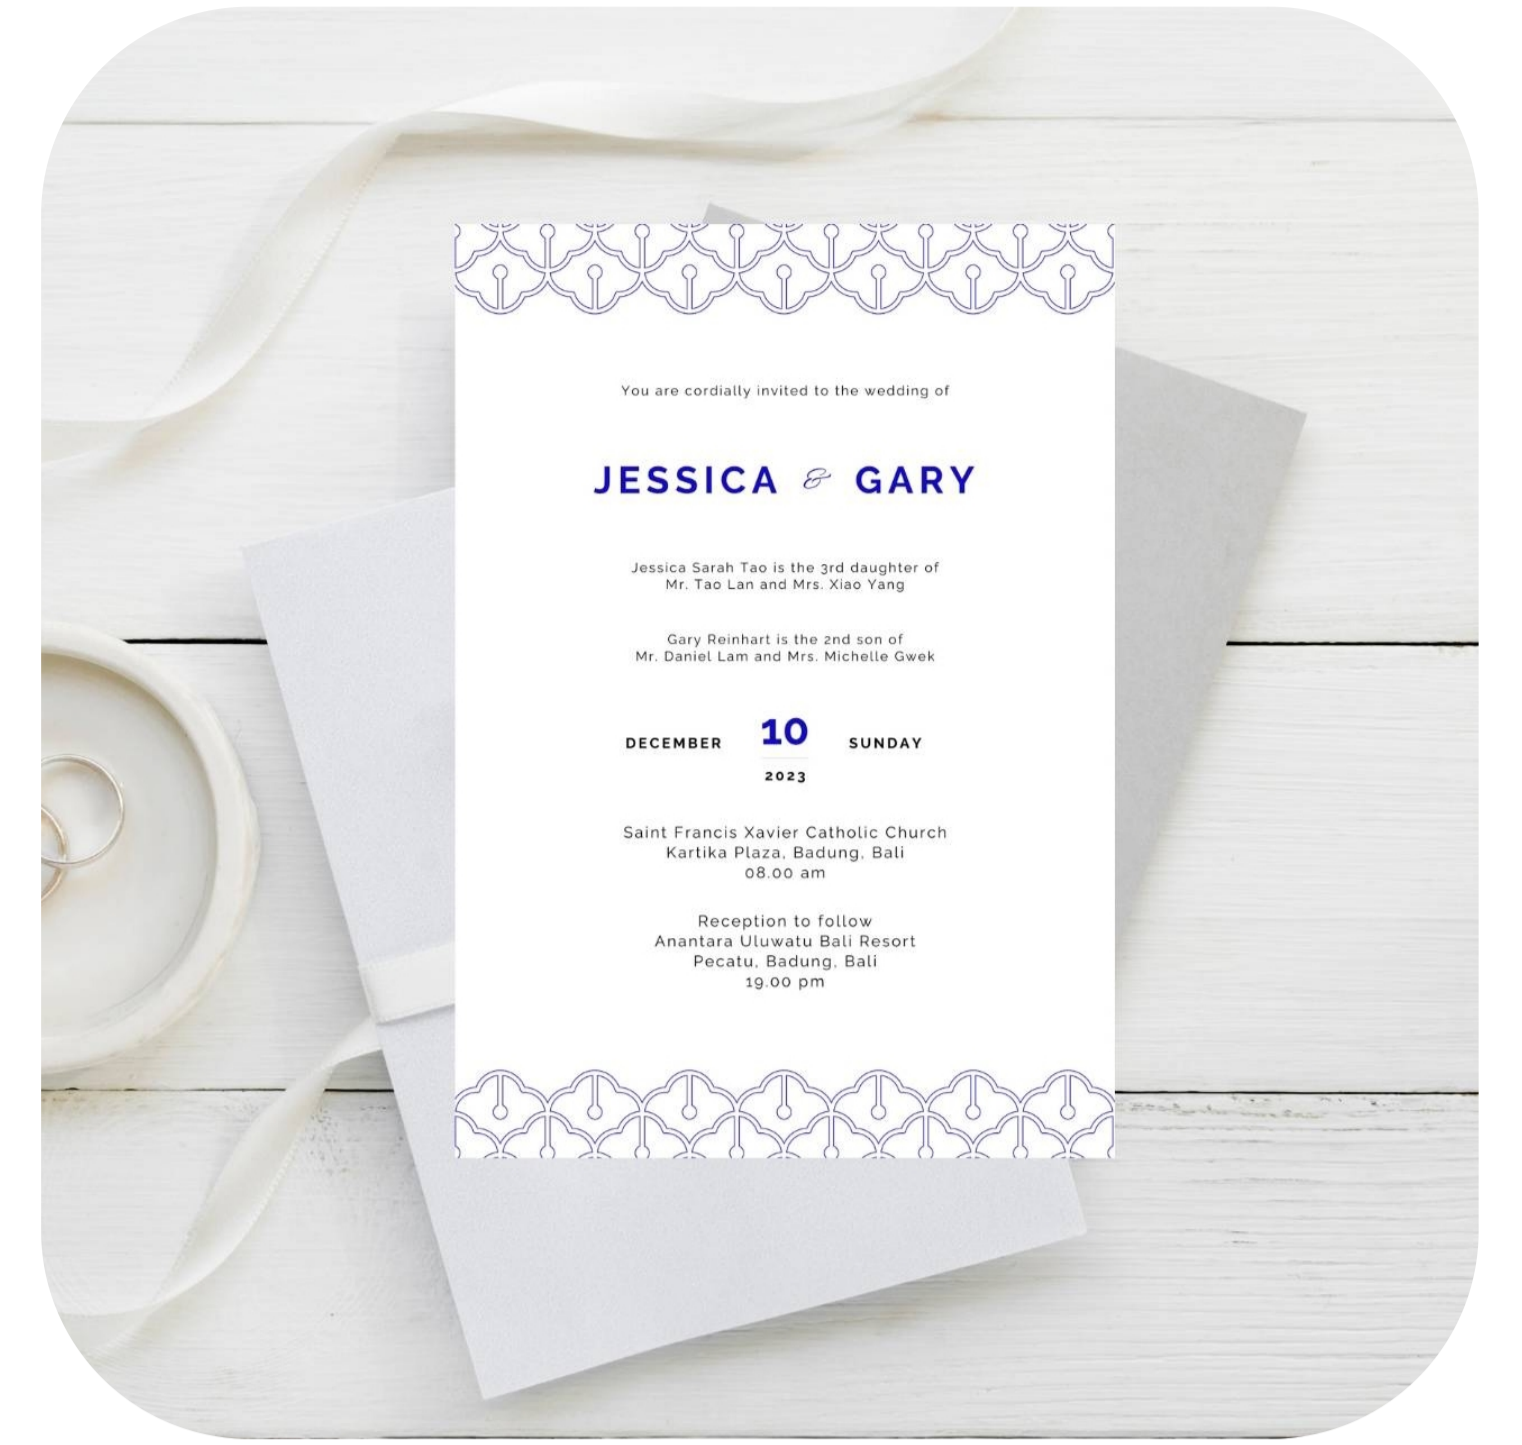 You are cordially invited to the wedding of
JESSICA & GARY
Jessica Sarah Tao is the 3rd daughter of
Mr. Tao Lan and Mrs. Xiao Yang
Gary Reinhart is the 2nd son of
Mr. Daniel Lam and Mrs. Michelle Gwek
DECEMBER 10 SUNDAY
2023
Saint Francis Xavier Catholic Church
Kartika Plaza, Badung, Bali
08.00 am
Reception to follow
Anantara Uluwatu Bali Resort
Pecatu, Badung, Bali
19.00 pm